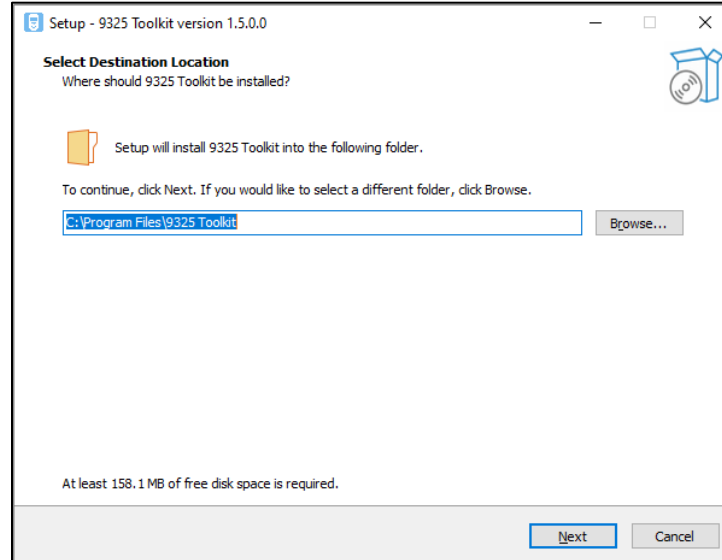 Setup - 9325 Toolkit version 1.5.0.0
Select Destination Location
Where should 9325 Toolkit be installed?
Setup will install 9325 Toolkit into the following folder.
To continue, click Next. If you would like to select a different folder, click Browse.
C:\Program Files\9325 Toolkit
Browse...
At least 158.1 MB of free disk space is required.
Next
Cancel